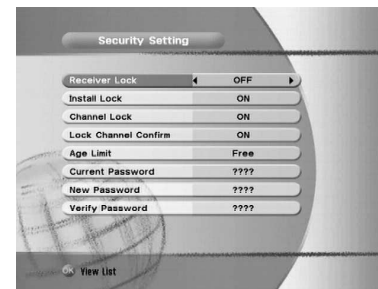 Security Setting
Receiver Lock OFF
Install Lock ON
Channel Lock ON
Lock Channel Confirm ON
Age Limit Free
Current Password ????
New Password ????
Verify Password ????
OK View List